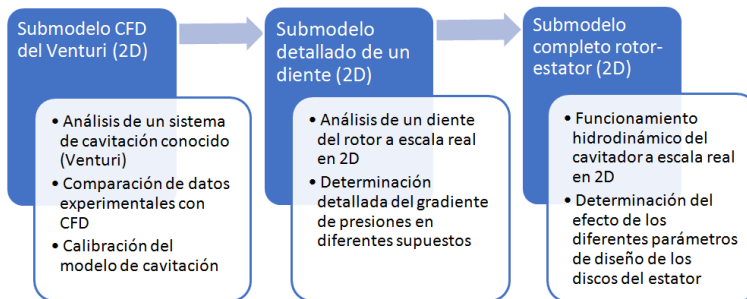 Submodelo CFD
del Venturi (2D)
• Análisis de un sistema
de cavitación conocido
(Venturi)
• Comparación de datos
experimentales con
CFD
• Calibración del
modelo de cavitación
Submodelo
detallado de un
diente (2D)
• Análisis de un diente
del rotor a escala real
en 2D
• Determinación
detallada del gradiente
de presiones en
diferentes supuestos
Submodelo
completo rotor-
estator (2D)
• Funcionamiento
hidrodinámico del
cavitador a escala real
en 2D
• Determinación del
efecto de los
diferentes parámetros
de diseño de los
discos del estator